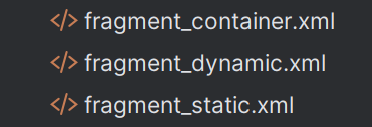 </> fragment_container.xml
</> fragment_dynamic.xml
</> fragment_static.xml